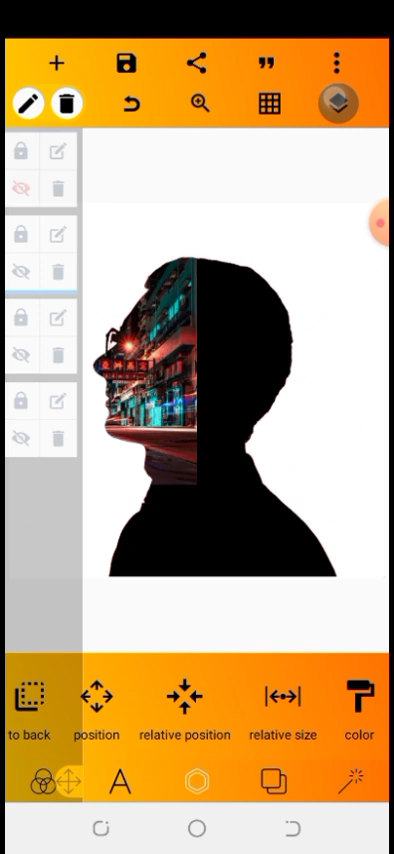 to back
position
relative position
relative size
color